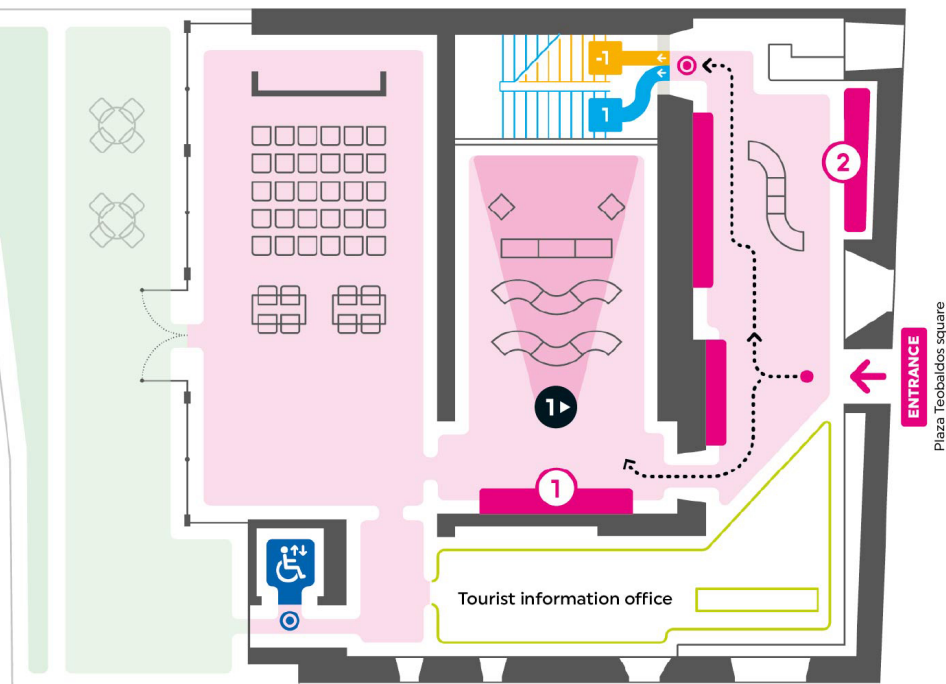 -1
1
2
ENTRANCE
Plaza Teobaldos square
1
1
Tourist information office